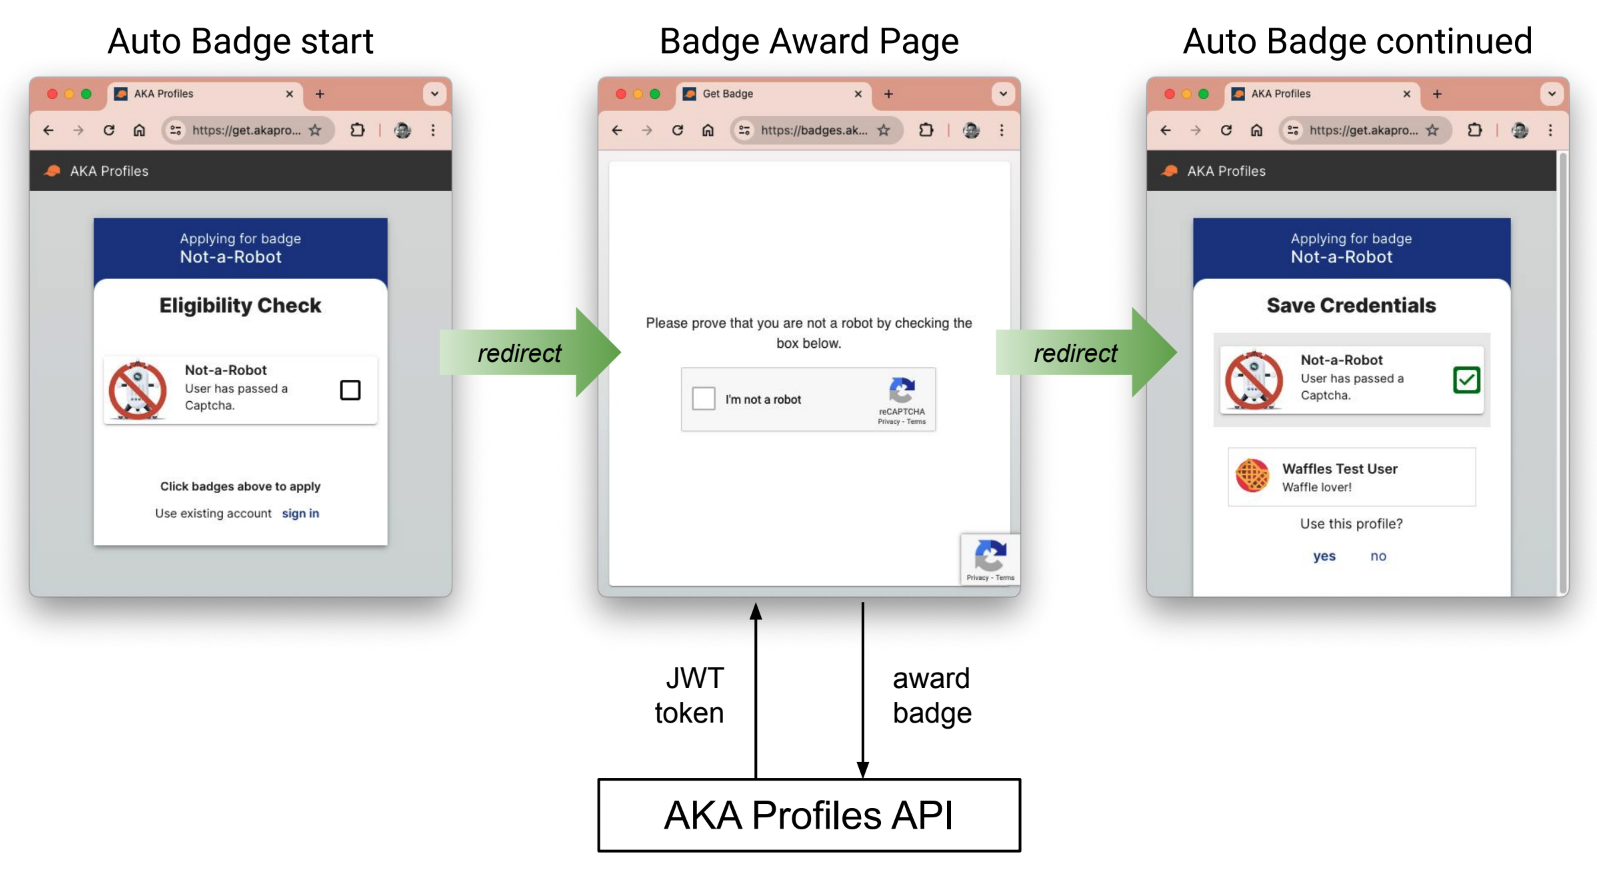 Auto Badge start
Badge Award Page
Auto Badge continued
AKA Profiles
https://get.akapro...
AKA Profiles
Applying for badge
Not-a-Robot
Eligibility Check
Not-a-Robot
User has passed a
Captcha.
Click badges above to apply
Use existing account sign in
redirect
Get Badge
https://badges.ak...
Please prove that you are not a robot by checking the
box below.
I'm not a robot
reCAPTCHA
Privacy - Terms
Privacy - Terms
redirect
AKA Profiles
https://get.akapro...
AKA Profiles
Applying for badge
Not-a-Robot
Save Credentials
Not-a-Robot
User has passed a
Captcha.
Waffles Test User
Waffle lover!
Use this profile?
yes no
JWT
token
award
badge
AKA Profiles API